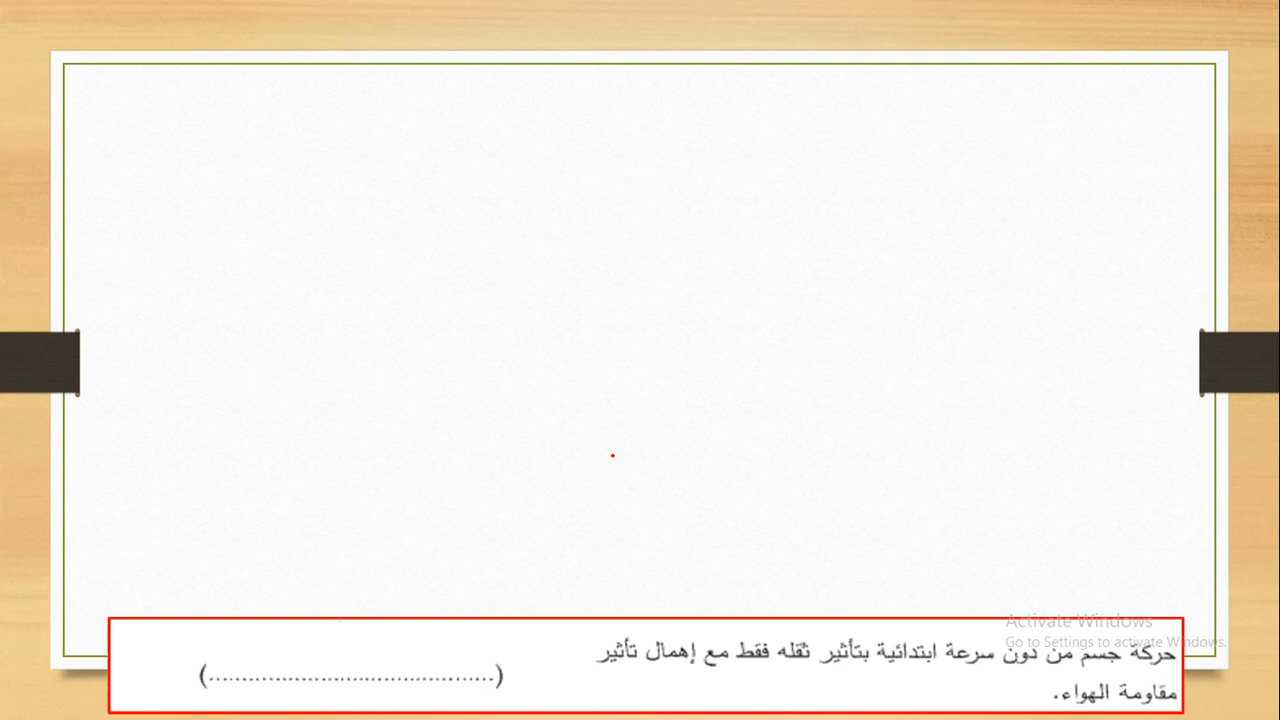 Activate Windows
Go to Settings to activate Windows.
حركة جسم من دون سرعة ابتدائية بتأثير ثقله فقط مع إهمال تأثير
مقاومة الهواء.
(............................................)